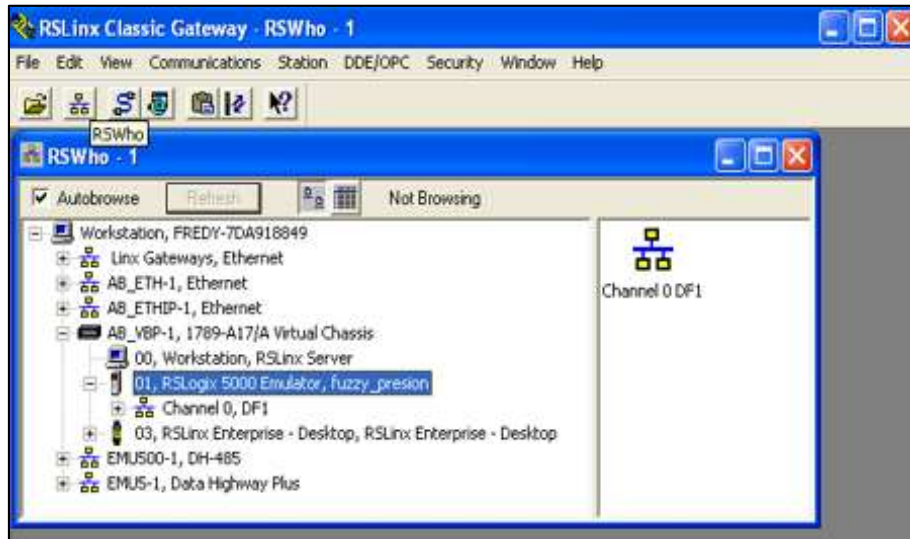 RSLinx Classic Gateway - RSWho - 1
File Edit View Communications Station DDE/OPC Security Window Help
RSWho
RSWho - 1
Autobrowse Refresh Not Browsing
Workstation, FREDY-7DA918849
Linx Gateways, Ethernet
AB_ETH-1, Ethernet
AB_ETHIP-1, Ethernet
AB_VBP-1, 1789-A17/A Virtual Chassis
00, Workstation, RSLinx Server
01, RSLogix 5000 Emulator, fuzzy_presion
Channel 0, DF1
03, RSLinx Enterprise - Desktop, RSLinx Enterprise - Desktop
EMU500-1, DH-485
EMU5-1, Data Highway Plus
Channel 0 DF1